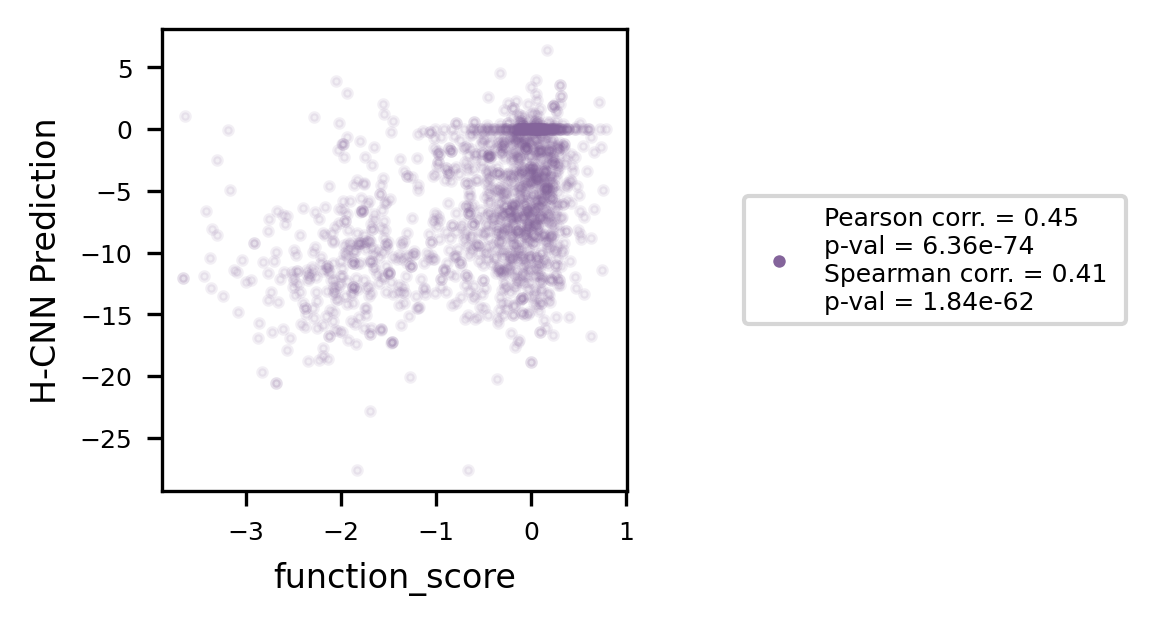 5
0
−5
−10
−15
−20
−25
H-CNN Prediction
−3
−2
−1
0
1
function_score
Pearson corr. = 0.45
p-val = 6.36e-74
Spearman corr. = 0.41
p-val = 1.84e-62